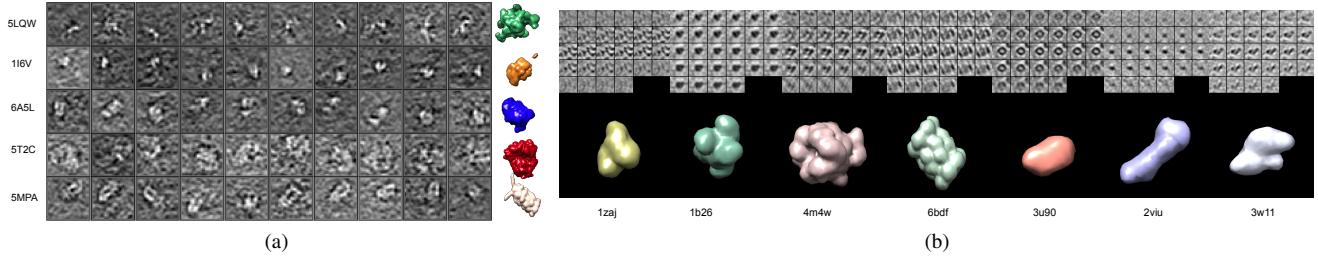 5LQW
1I6V
6A5L
5T2C
5MPA
1zaj
1b26
4m4w
6bdf
3u90
2viu
3w11
(a)
(b)